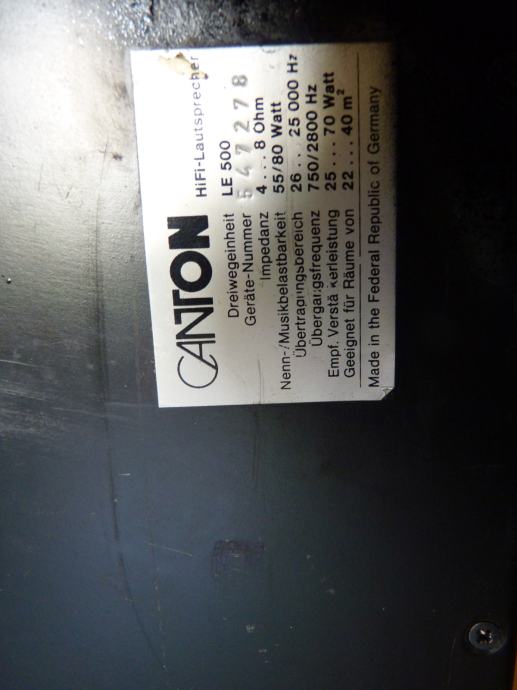 CANTON HiFi-Lautsprecher
Dreiwegeinheit LE 500
Geräte-Nummer 547278
Impedanz 4....8 Ohm
Nenn-/Musikbelastbarkeit 55/80 Watt
Übertragungsbereich 26...25 000 Hz
Übergangsfrequenz 750/2800 Hz
Empf. Verstärkerleistung 25...70 Watt
Geeignet für Räume von 22...40 m²
Made in the Federal Republic of Germany